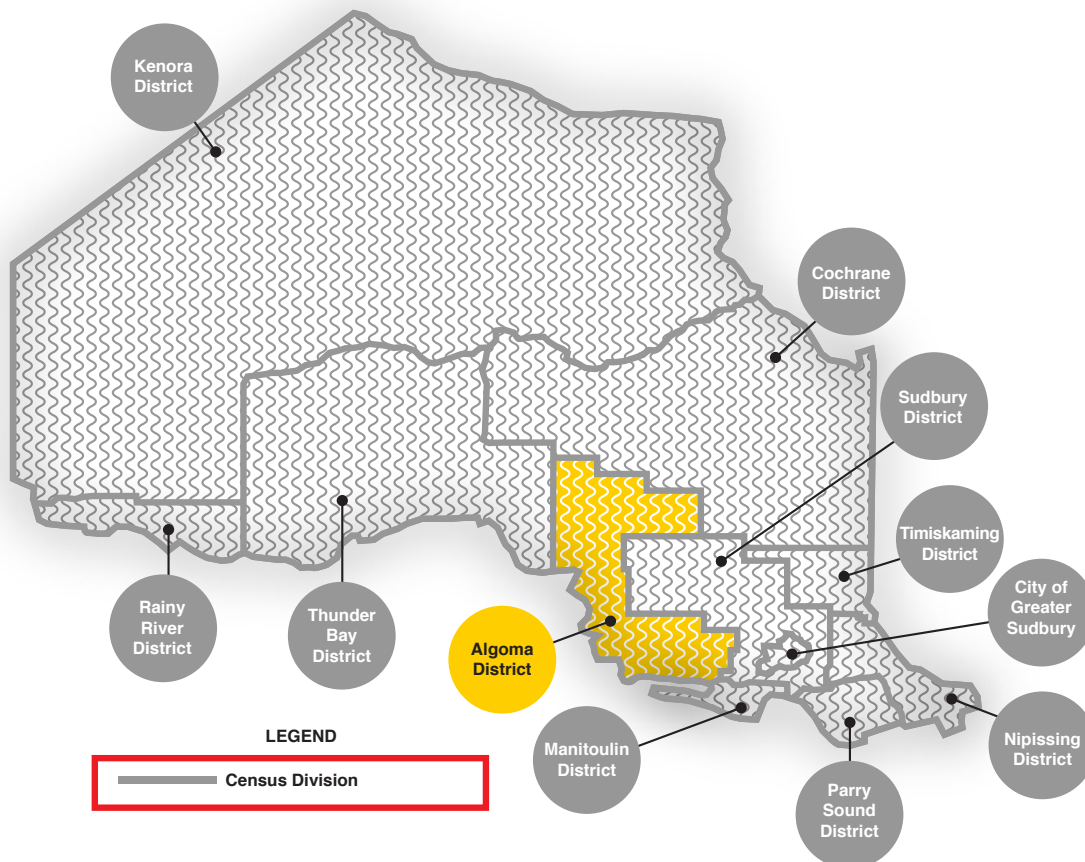 Kenora
District
Cochrane
District
Sudbury
District
Timiskaming
District
City of
Greater
Sudbury
Rainy
River
District
Thunder
Bay
District
Algoma
District
Manitoulin
District
Parry
Sound
District
Nipissing
District
LEGEND
Census Division